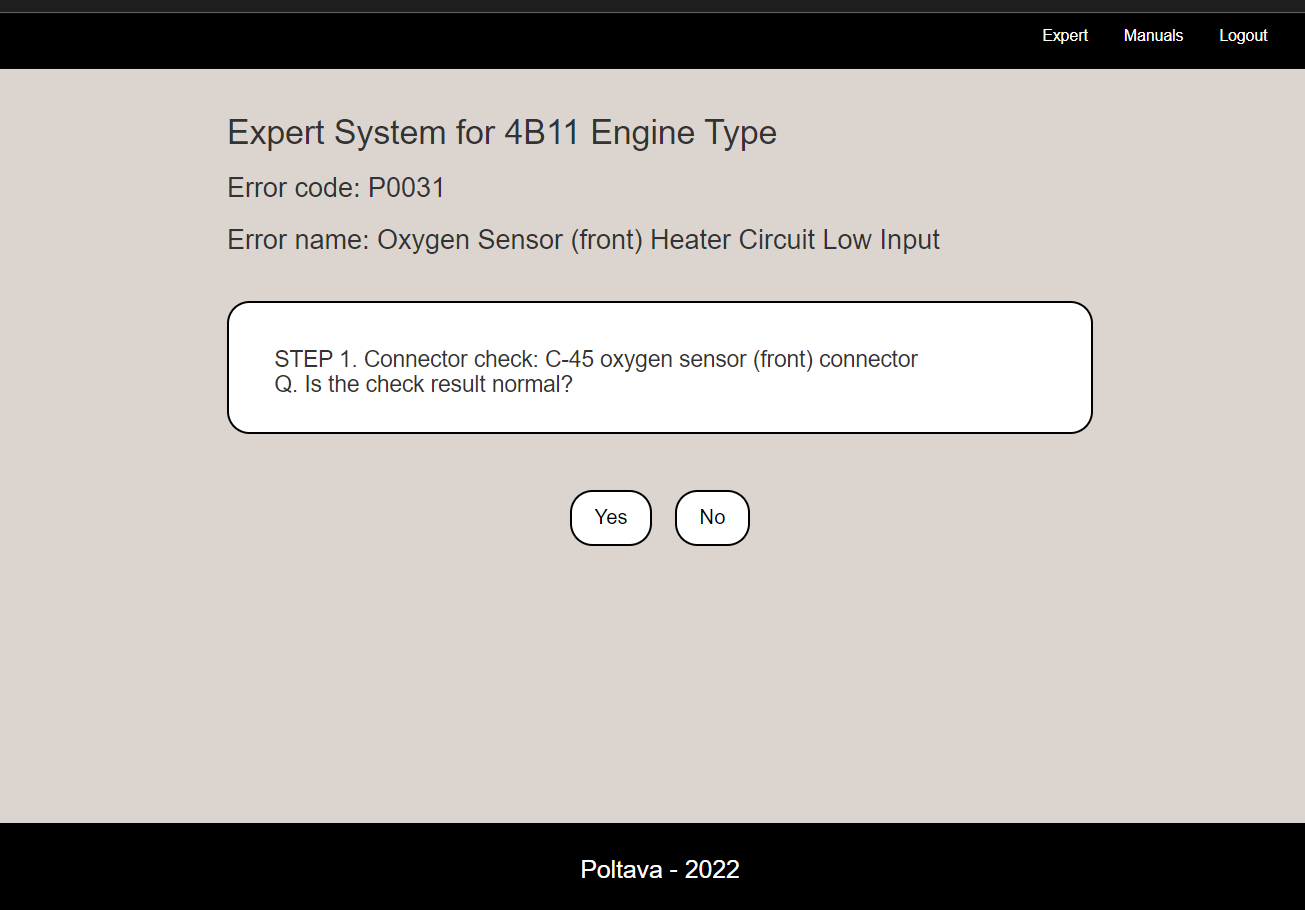 Expert Manuals Logout
Expert System for 4B11 Engine Type
Error code: P0031
Error name: Oxygen Sensor (front) Heater Circuit Low Input
STEP 1. Connector check: C-45 oxygen sensor (front) connector
Q. Is the check result normal?
Yes No
Poltava - 2022